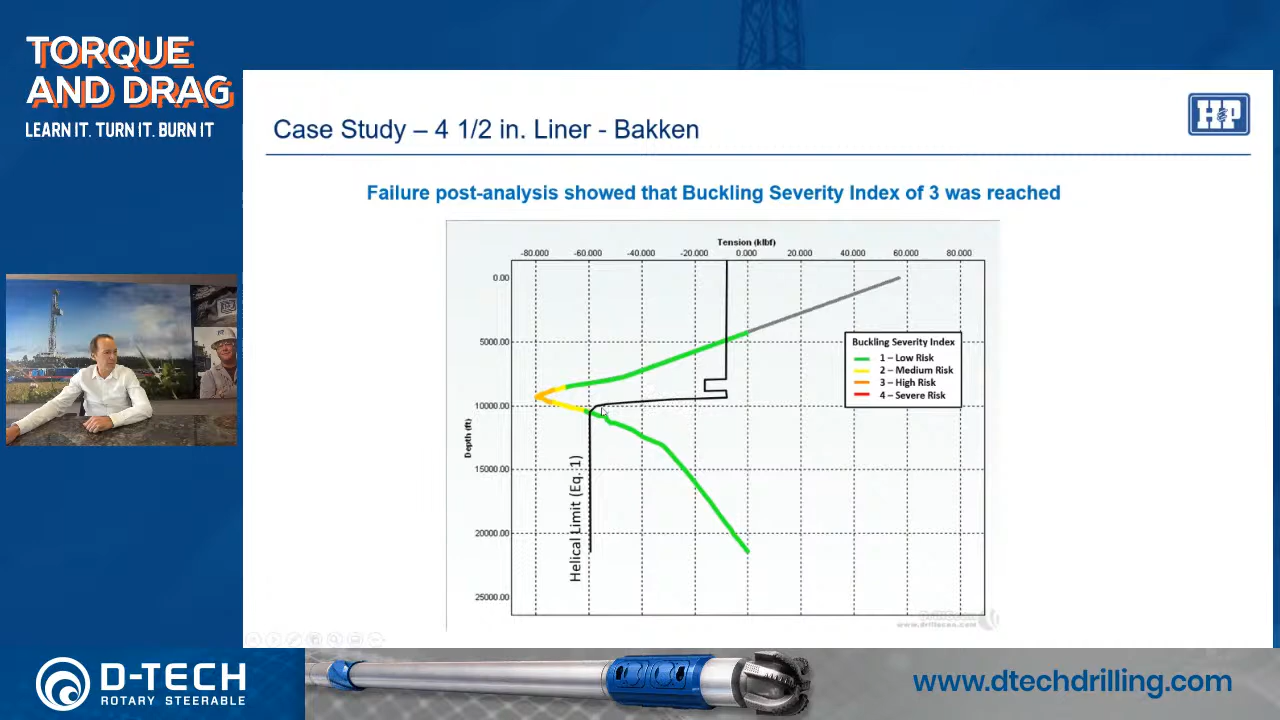 TORQUE
AND DRAG
LEARN IT. TURN IT. BURN IT
H&P
Case Study – 4 1/2 in. Liner - Bakken
Failure post-analysis showed that Buckling Severity Index of 3 was reached
Tension (klbf)
-80.000 -60.000 -40.000 -20.000 0.000 20.000 40.000 60.000 80.000
0.00
5000.00
10000.00
15000.00
20000.00
25000.00
Depth (ft)
Helical Limit (Eq. 1)
Buckling Severity Index
1 – Low Risk
2 – Medium Risk
3 – High Risk
4 – Severe Risk
D-TECH
ROTARY STEERABLE
www.dtechdrilling.com